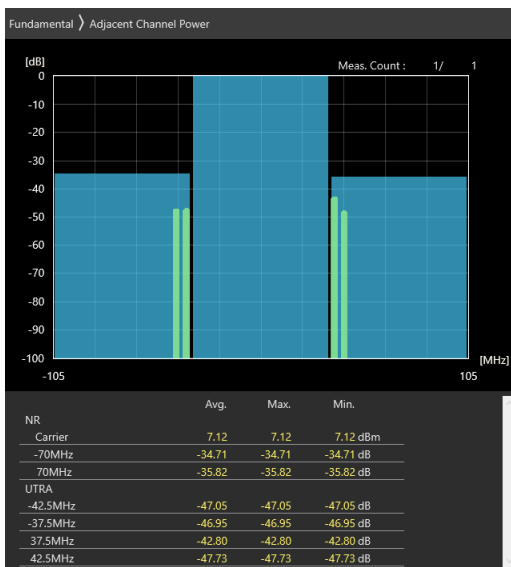 Fundamental 〉 Adjacent Channel Power
[dB]
Meas. Count : 1/ 1
0
-10
-20
-30
-40
-50
-60
-70
-80
-90
-100
[MHz]
-105 105
Avg. Max. Min.
NR
Carrier 7.12 7.12 7.12 dBm
-70MHz -34.71 -34.71 -34.71 dB
70MHz -35.82 -35.82 -35.82 dB
UTRA
-42.5MHz -47.05 -47.05 -47.05 dB
-37.5MHz -46.95 -46.95 -46.95 dB
37.5MHz -42.80 -42.80 -42.80 dB
42.5MHz -47.73 -47.73 -47.73 dB